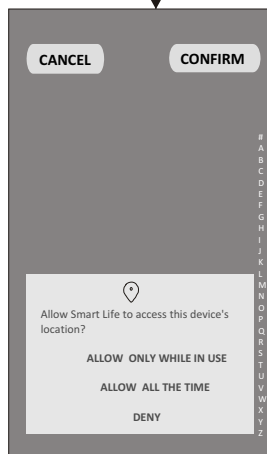 CANCEL
CONFIRM
#
A
B
C
D
E
F
G
H
I
J
K
L
M
N
O
P
Q
R
S
T
U
V
W
X
Y
Z
Allow Smart Life to access this device's
location?
ALLOW ONLY WHILE IN USE
ALLOW ALL THE TIME
DENY